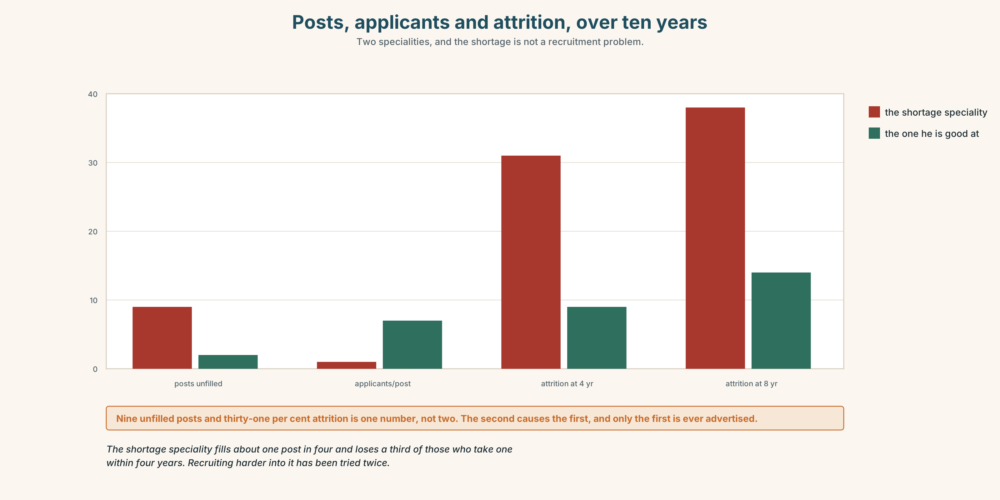 Posts, applicants and attrition, over ten years
Two specialities, and the shortage is not a recruitment problem.
40
30
20
10
0
the shortage speciality
the one he is good at
posts unfilled
applicants/post
attrition at 4 yr
attrition at 8 yr
Nine unfilled posts and thirty-one per cent attrition is one number, not two. The second causes the first, and only the first is ever advertised.
The shortage speciality fills about one post in four and loses a third of those who take one
within four years. Recruiting harder into it has been tried twice.